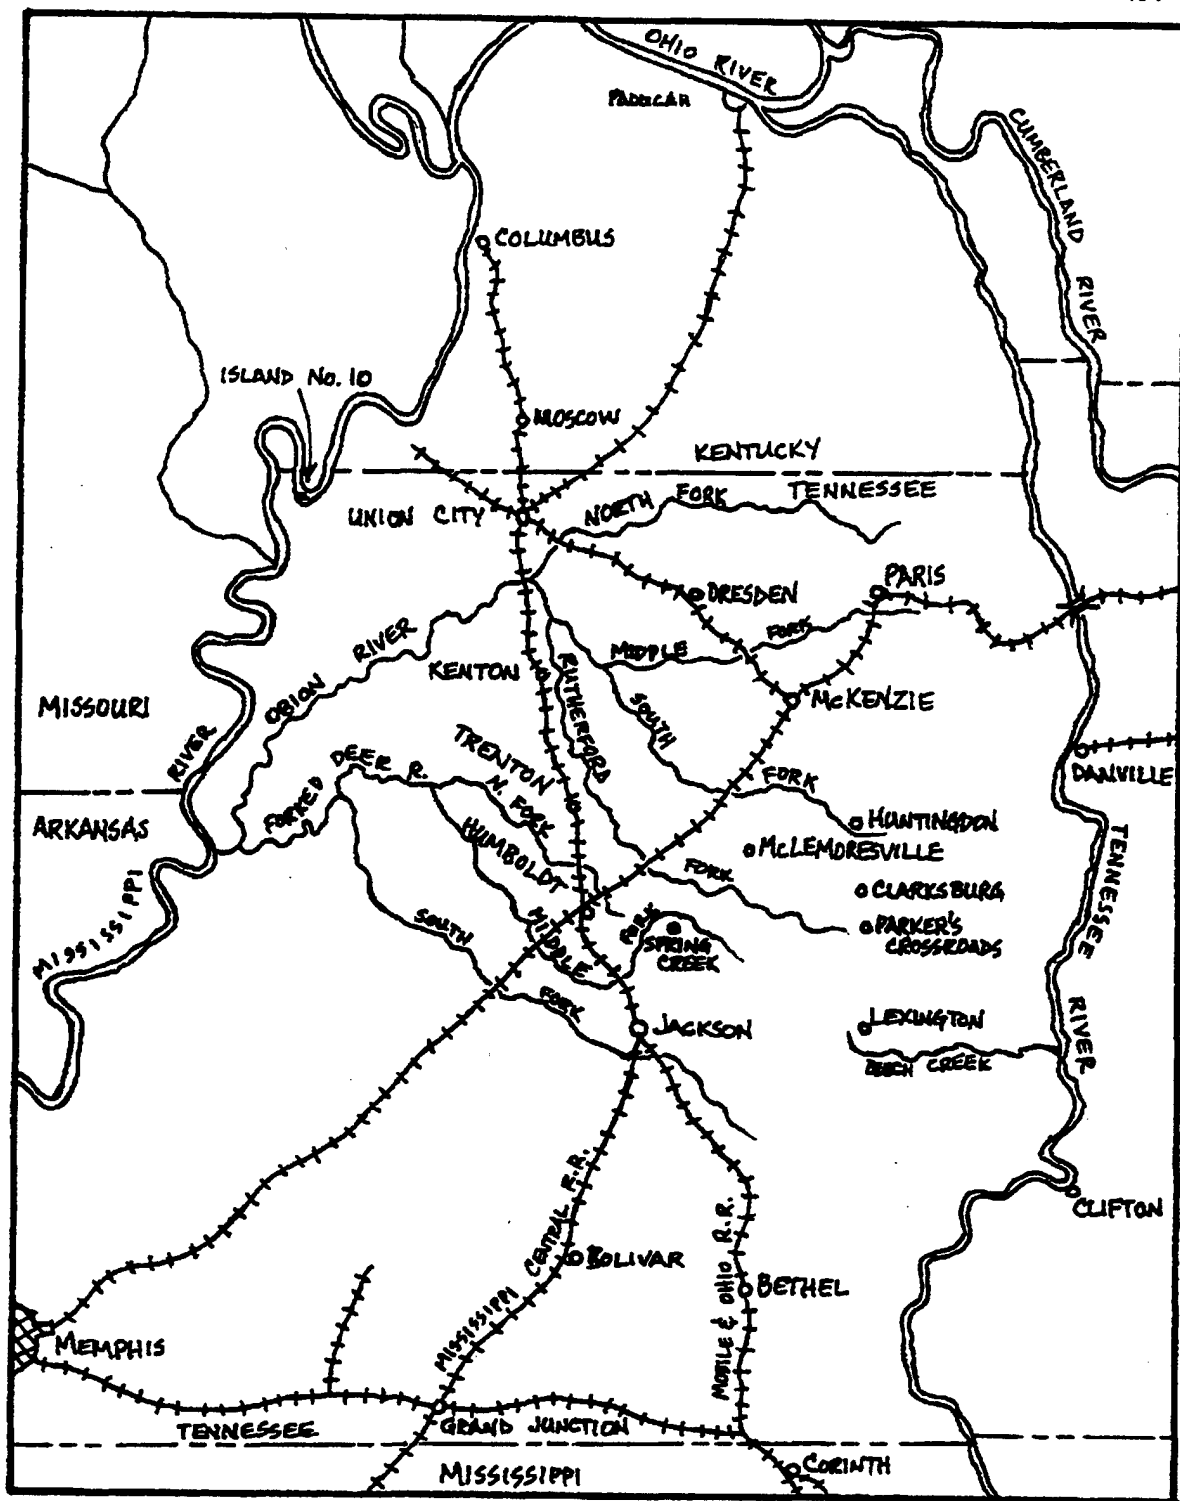 OHIO RIVER
PADUCAH
CUMBERLAND RIVER
COLUMBUS
ISLAND No. 10
MOSCOW
KENTUCKY
TENNESSEE
UNION CITY
NORTH FORK
DRESDEN
PARIS
OBION RIVER
MIDDLE FORK
KENTON
RUTHERFORD FORK
SOUTH FORK
McKENZIE
MISSOURI
MISSISSIPPI RIVER
TRENTON
DANVILLE
FORKED DEER R.
N. FORK
ARKANSAS
HUMBOLDT
HUNTINGDON
McLEMORESVILLE
TENNESSEE RIVER
CLARKSBURG
PARKER'S
CROSSROADS
SOUTH FORK
MIDDLE FORK
SPRING
CREEK
JACKSON
LEXINGTON
BEECH CREEK
CLIFTON
MISSISSIPPI CENTRAL R.R.
BOLIVAR
MOBILE & OHIO R.R.
BETHEL
MEMPHIS
TENNESSEE
GRAND JUNCTION
MISSISSIPPI
CORINTH